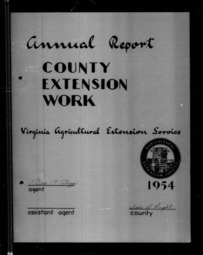 Annual Report
COUNTY
EXTENSION
WORK
Virginia Agricultural Extension Service
agent
1954
assistant agent
county